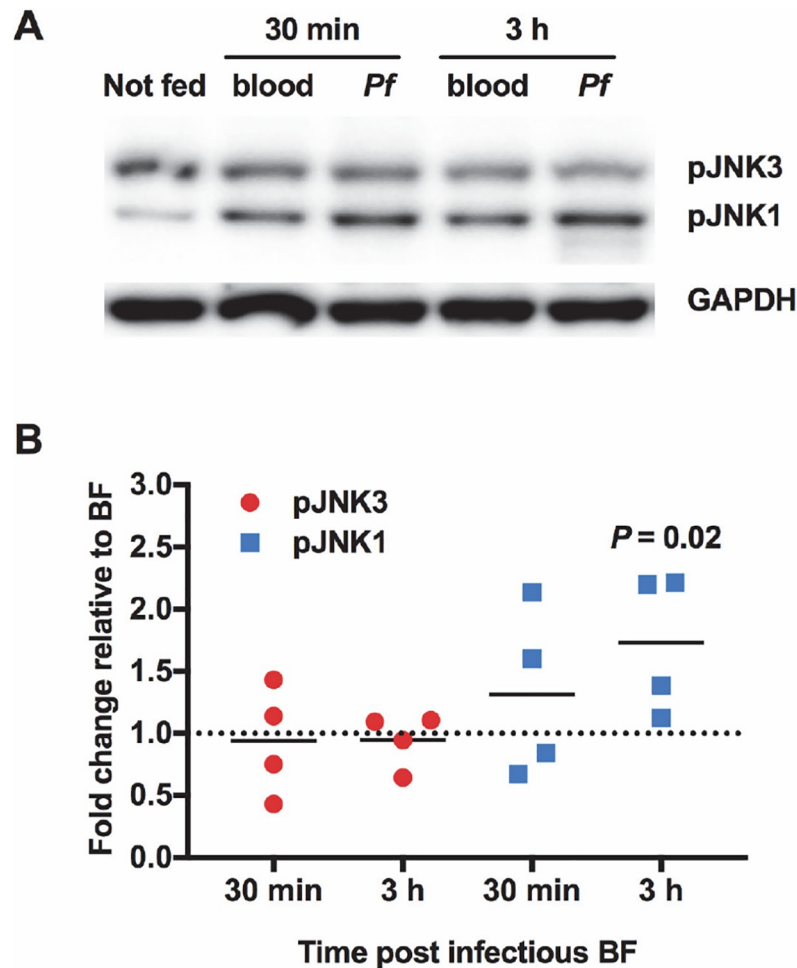 A
30 min 3 h
Not fed blood Pf blood Pf
pJNK3
pJNK1
GAPDH
B
Fold change relative to BF
3.0
2.5
2.0
1.5
1.0
0.5
0.0
pJNK3
pJNK1
P = 0.02
30 min 3 h 30 min 3 h
Time post infectious BF